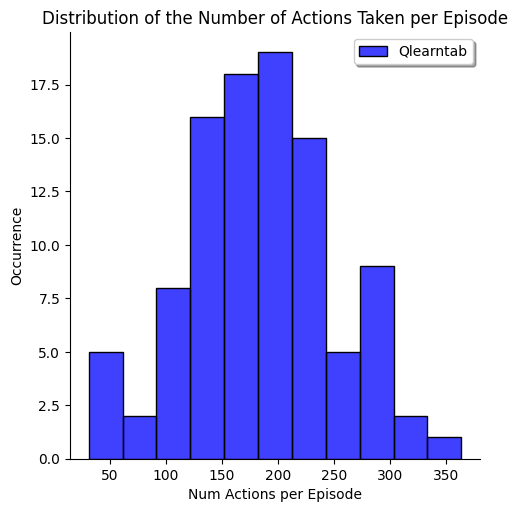 Distribution of the Number of Actions Taken per Episode
Qlearntab
17.5
15.0
12.5
10.0
7.5
5.0
2.5
0.0
Occurrence
50 100 150 200 250 300 350
Num Actions per Episode